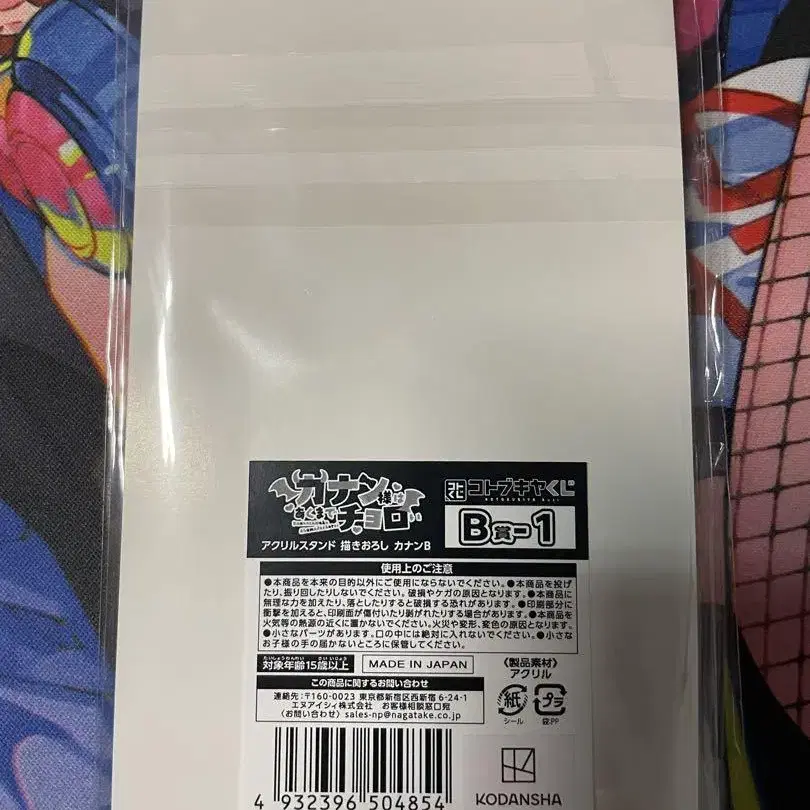 カナン様は
あくまで
チョロい
コトブキヤくじ
KOTOBUKIYA KUJI
B賞-1
アクリルスタンド 描きおろし カナンB
使用上のご注意
●本商品を本来の目的以外にご使用にならないでください。●本商品を投げ
たり、振り回したりしないでください。破損やケガの原因となります。●本商品に
無理な力を加えたり、落としたりすると破損する恐れがあります。●印刷部分に
衝撃を加えると、印刷面が傷付いたり剥がれたりする場合があります。●本商品を
火気等の熱源の近くに置かないでください。火災や変形、変色の原因となります。
●小さなパーツがあります。口の中には絶対に入れないでください。●小さな
お子様の手の届かないところに保管してください。
たいしょうねんれい さい いじょう
対象年齢15歳以上
MADE IN JAPAN
〈製品素材〉
アクリル
この商品に関するお問い合わせ
連絡先:〒160-0023 東京都新宿区西新宿 6-24-1
エヌアイシィ株式会社 お客様相談窓口宛
〈お問い合わせ〉sales-np@nagatake.co.jp
紙
シール
プラ
袋:PP
4 932396 504854
KODANSHA